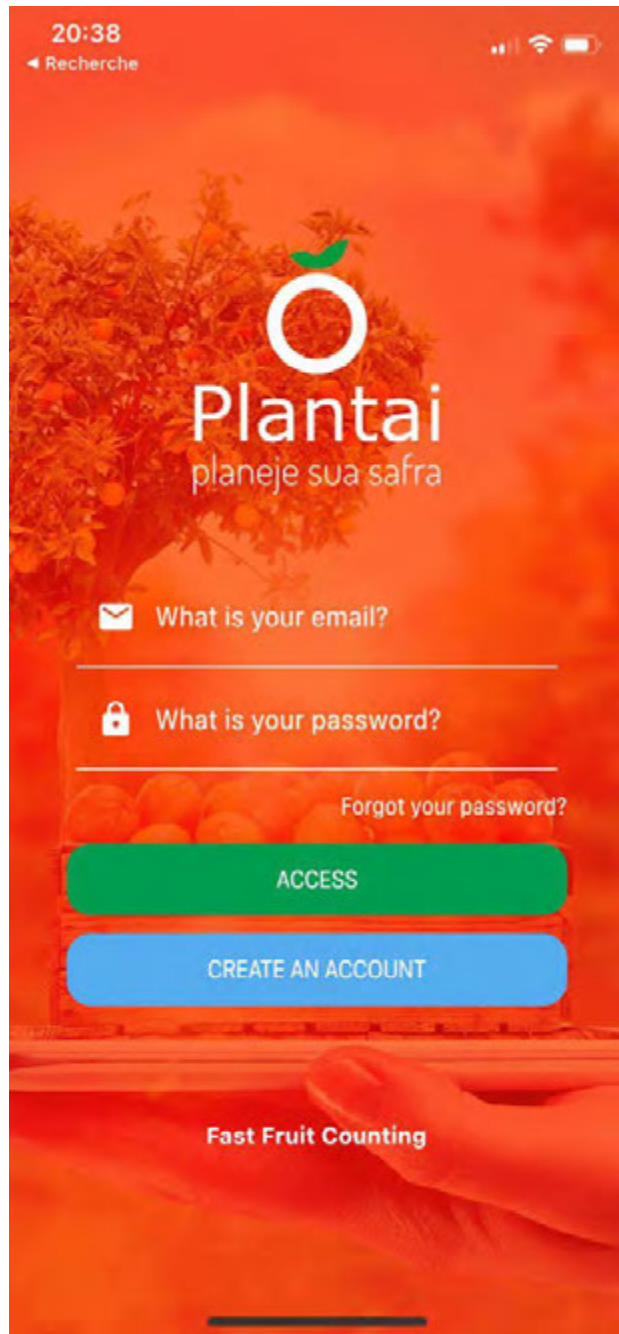 20:38
◄ Recherche
Plantai
planeje sua safra
What is your email?
What is your password?
Forgot your password?
ACCESS
CREATE AN ACCOUNT
Fast Fruit Counting